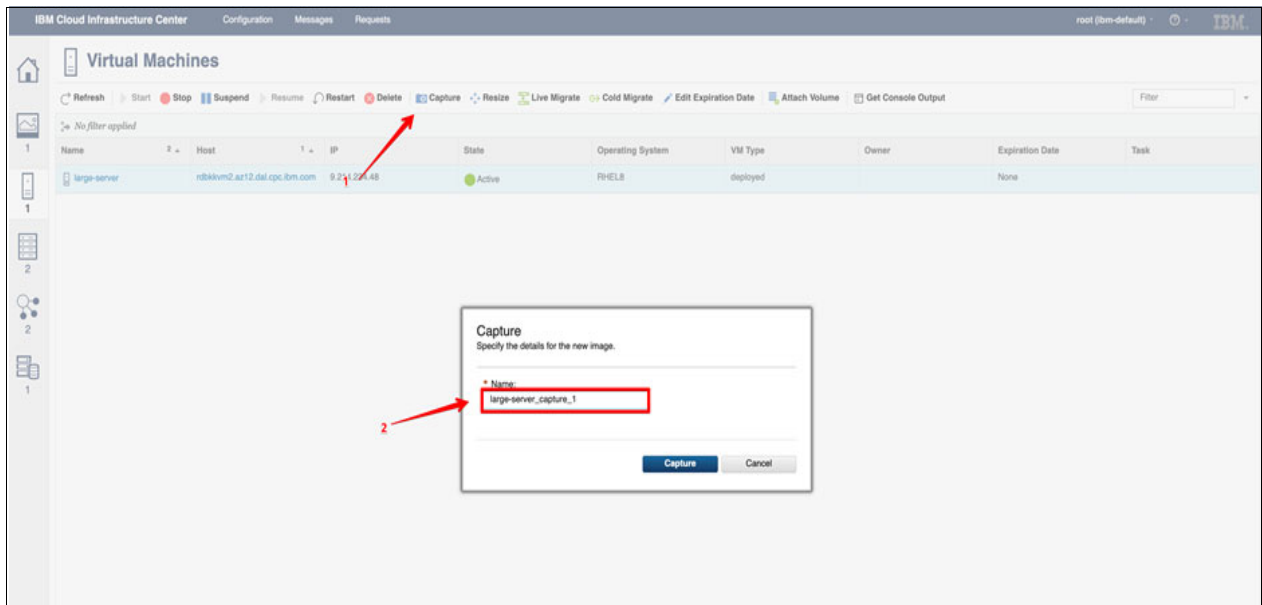 IBM Cloud Infrastructure Center Configuration Messages Requests root (ibm-default) IBM.
Virtual Machines
Refresh Start Stop Suspend Resume Restart Delete Capture Resize Live Migrate Cold Migrate Edit Expiration Date Attach Volume Get Console Output Filter
No filter applied
1
Name 2 Host 1 IP State Operating System VM Type Owner Expiration Date Task
large-server rdbkkvm2.az12.dal.cpc.ibm.com Active RHEL8 deployed None
1
1
2
2
1
Capture
Specify the details for the new image.
* Name:
large-server_capture_1
2
Capture Cancel